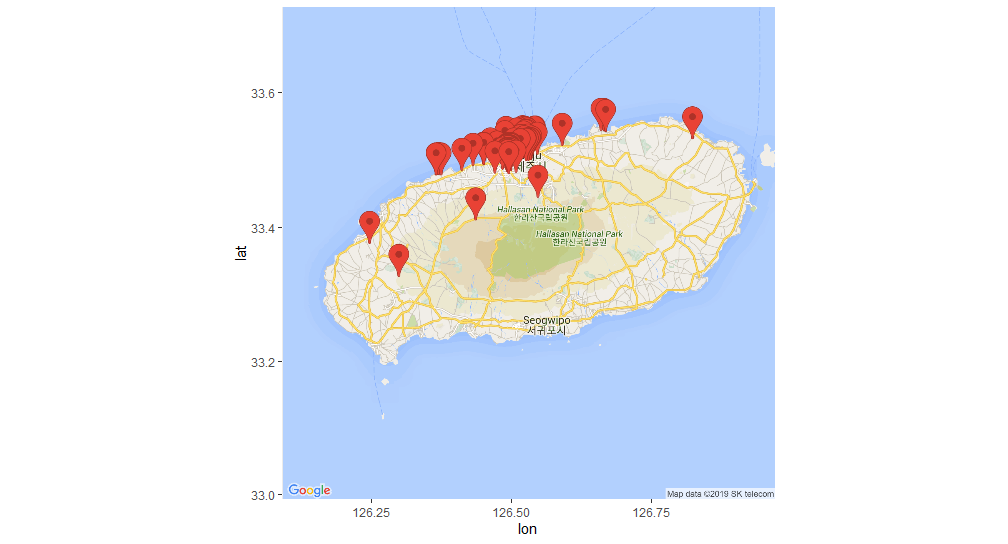 33.6
Hallasan National Park
한라산국립공원
33.4
Hallasan National Park
한라산국립공원
lat
Seogwipo
서귀포시
33.2
33.0
Google
Map data ©2019 SK telecom
126.25
126.50
126.75
lon